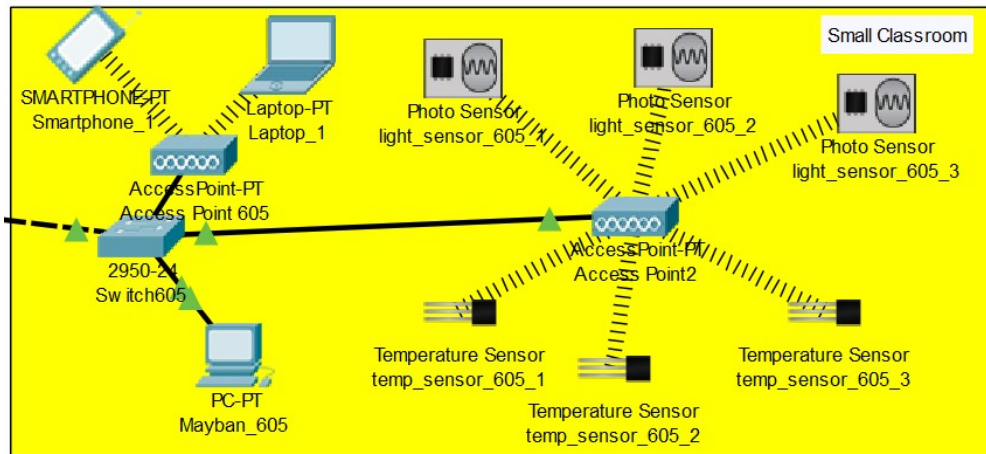 Small Classroom
SMARTPHONE-PT
Smartphone_1
Laptop-PT
Laptop_1
Photo Sensor
light_sensor_605_1
Photo Sensor
light_sensor_605_2
Photo Sensor
light_sensor_605_3
AccessPoint-PT
Access Point 605
2950-24
Switch605
AccessPoint-PT
Access Point2
PC-PT
Mayban_605
Temperature Sensor
temp_sensor_605_1
Temperature Sensor
temp_sensor_605_2
Temperature Sensor
temp_sensor_605_3